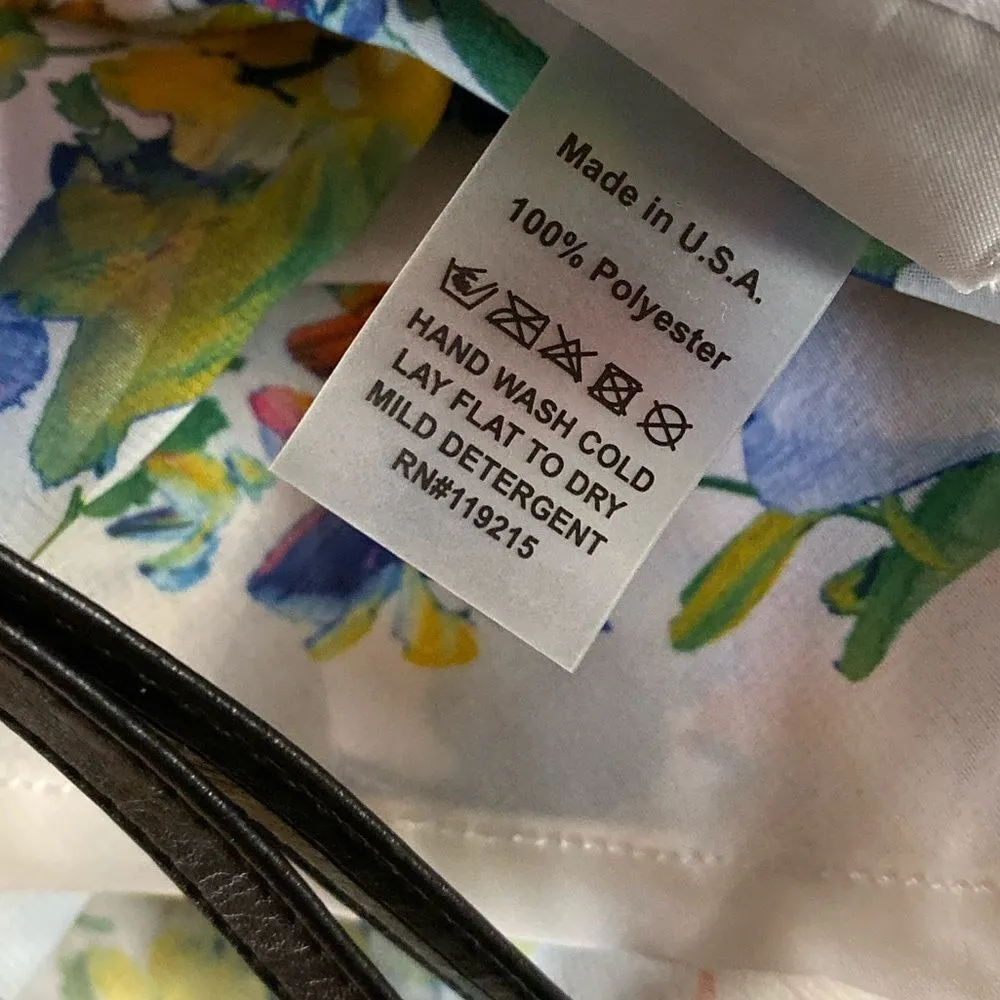 Made in U.S.A.
100% Polyester
HAND WASH COLD
LAY FLAT TO DRY
MILD DETERGENT
RN#119215